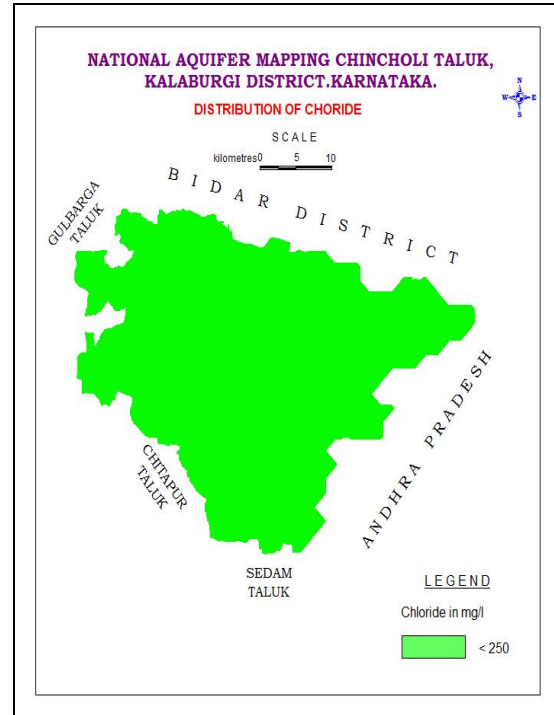 NATIONAL AQUIFER MAPPING CHINCHOLI TALUK,
KALABURGI DISTRICT.KARNATAKA.
DISTRIBUTION OF CHORIDE
N
W E
S
SCALE
kilometres0 5 10
BIDAR DISTRICT
GULBARGA
TALUK
ANDHRA PRADESH
CHITAPUR
TALUK
SEDAM
TALUK
LEGEND
Chloride in mg/l
< 250